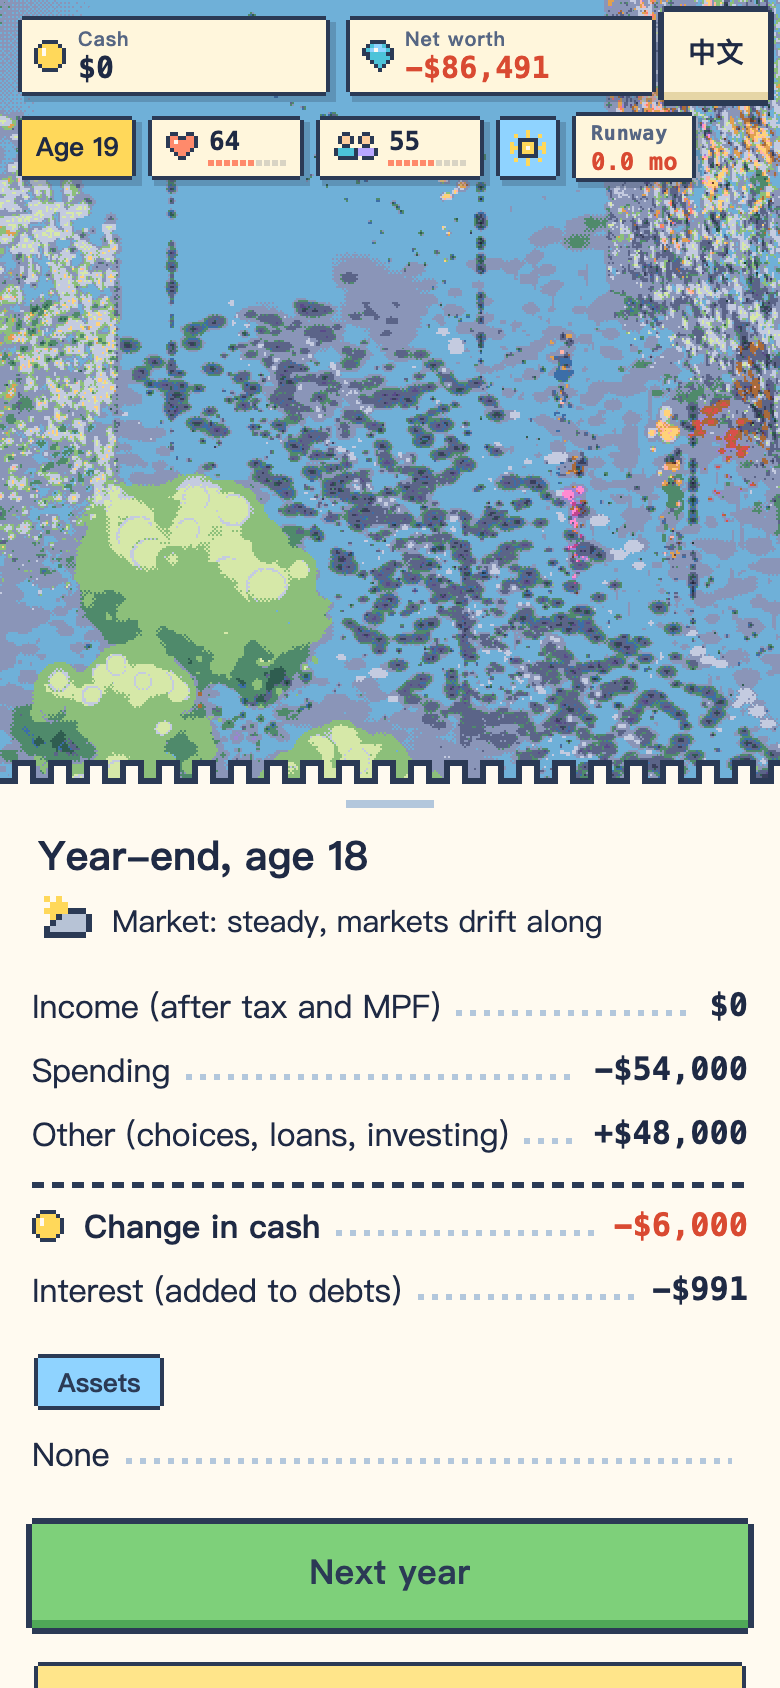 Cash
$0
Net worth
−$86,491
中文
Age 19
64
55
Runway
0.0 mo
Year–end, age 18
Market: steady, markets drift along
Income (after tax and MPF) $0
Spending −$54,000
Other (choices, loans, investing) +$48,000
Change in cash −$6,000
Interest (added to debts) −$991
Assets
None
Next year